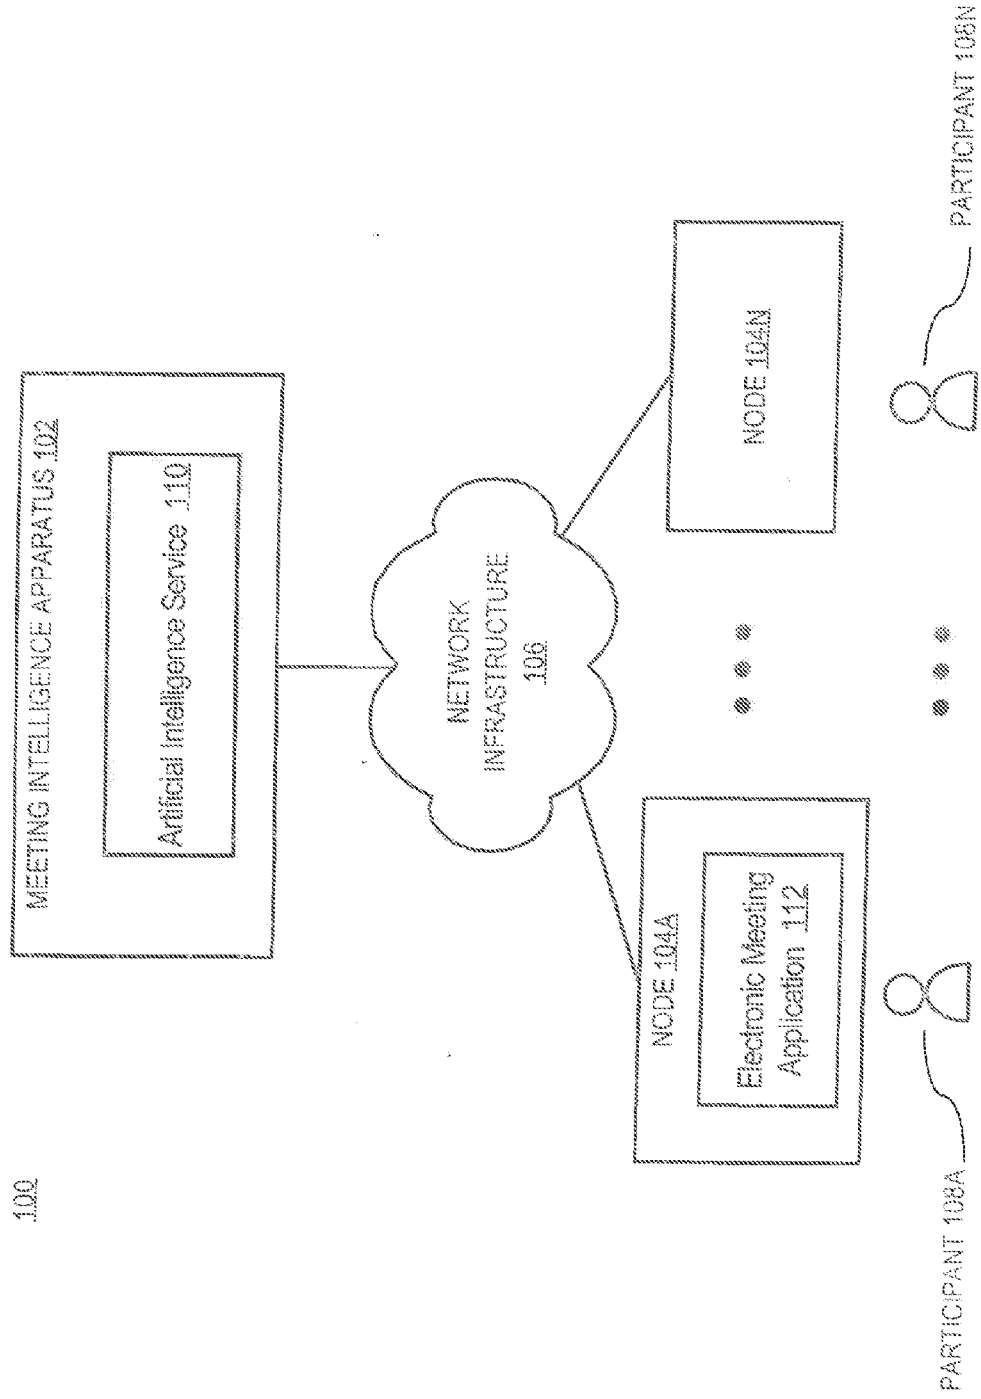 100
MEETING INTELLIGENCE APPARATUS 102
Artificial Intelligence Service 110
NETWORK
INFRASTRUCTURE
106
NODE 104A
Electronic Meeting
Application 112
NODE 104N
PARTICIPANT 108A
PARTICIPANT 108N